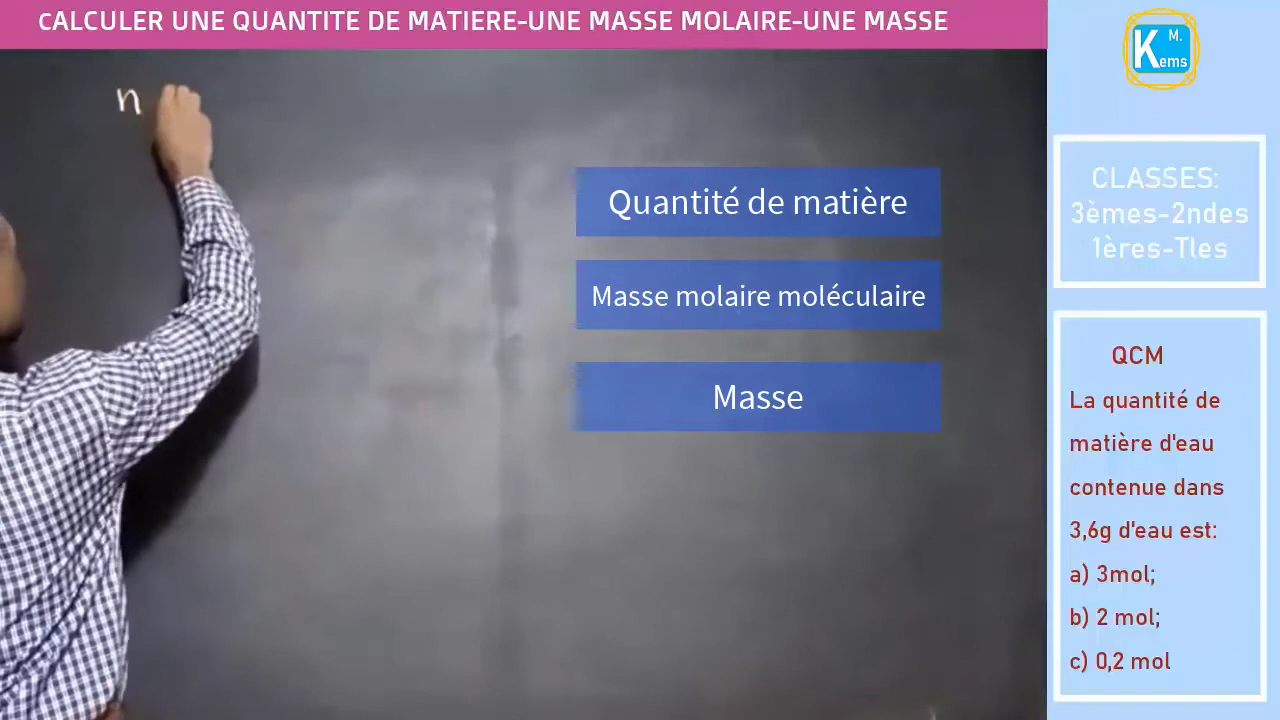 cALCULER UNE QUANTITE DE MATIERE-UNE MASSE MOLAIRE-UNE MASSE
n
Quantité de matière
Masse molaire moléculaire
Masse
M.
Kems
CLASSES:
3èmes-2ndes
1ères-Tles
QCM
La quantité de
matière d'eau
contenue dans
3,6g d'eau est:
a) 3mol;
b) 2 mol;
c) 0,2 mol